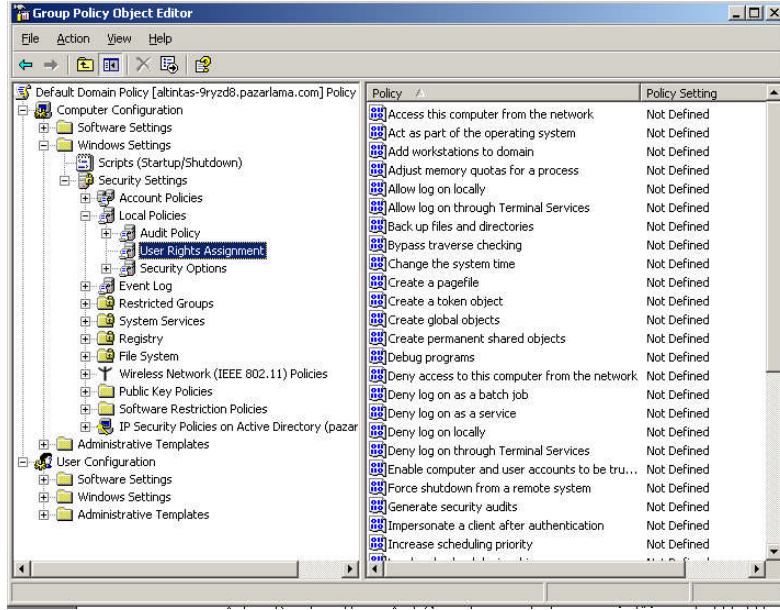 Group Policy Object Editor
File Action View Help
Default Domain Policy [altintas-9ryzd8.pazarlama.com] Policy
Computer Configuration
Software Settings
Windows Settings
Scripts (Startup/Shutdown)
Security Settings
Account Policies
Local Policies
Audit Policy
User Rights Assignment
Security Options
Event Log
Restricted Groups
System Services
Registry
File System
Wireless Network (IEEE 802.11) Policies
Public Key Policies
Software Restriction Policies
IP Security Policies on Active Directory (pazar
Administrative Templates
User Configuration
Software Settings
Windows Settings
Administrative Templates
Policy Policy Setting
Access this computer from the network Not Defined
Act as part of the operating system Not Defined
Add workstations to domain Not Defined
Adjust memory quotas for a process Not Defined
Allow log on locally Not Defined
Allow log on through Terminal Services Not Defined
Back up files and directories Not Defined
Bypass traverse checking Not Defined
Change the system time Not Defined
Create a pagefile Not Defined
Create a token object Not Defined
Create global objects Not Defined
Create permanent shared objects Not Defined
Debug programs Not Defined
Deny access to this computer from the network Not Defined
Deny log on as a batch job Not Defined
Deny log on as a service Not Defined
Deny log on locally Not Defined
Deny log on through Terminal Services Not Defined
Enable computer and user accounts to be tru... Not Defined
Force shutdown from a remote system Not Defined
Generate security audits Not Defined
Impersonate a client after authentication Not Defined
Increase scheduling priority Not Defined